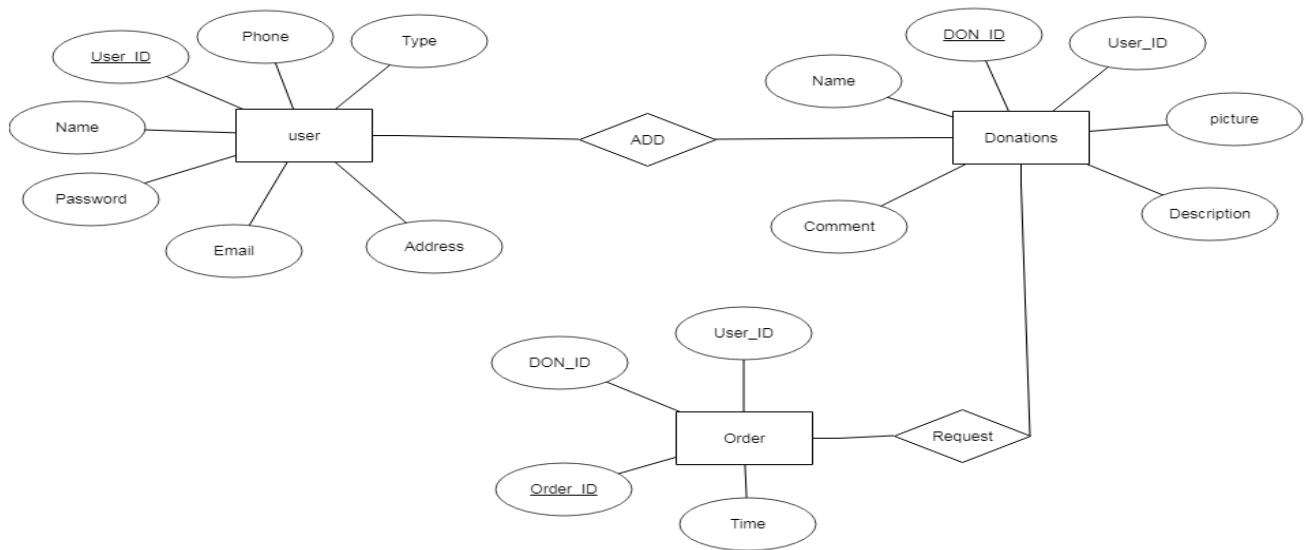 Phone
Type
User_ID
Name
user
Password
Email
Address
ADD
DON_ID
User_ID
Name
picture
Donations
Comment
Description
User_ID
DON_ID
Order
Request
Order_ID
Time